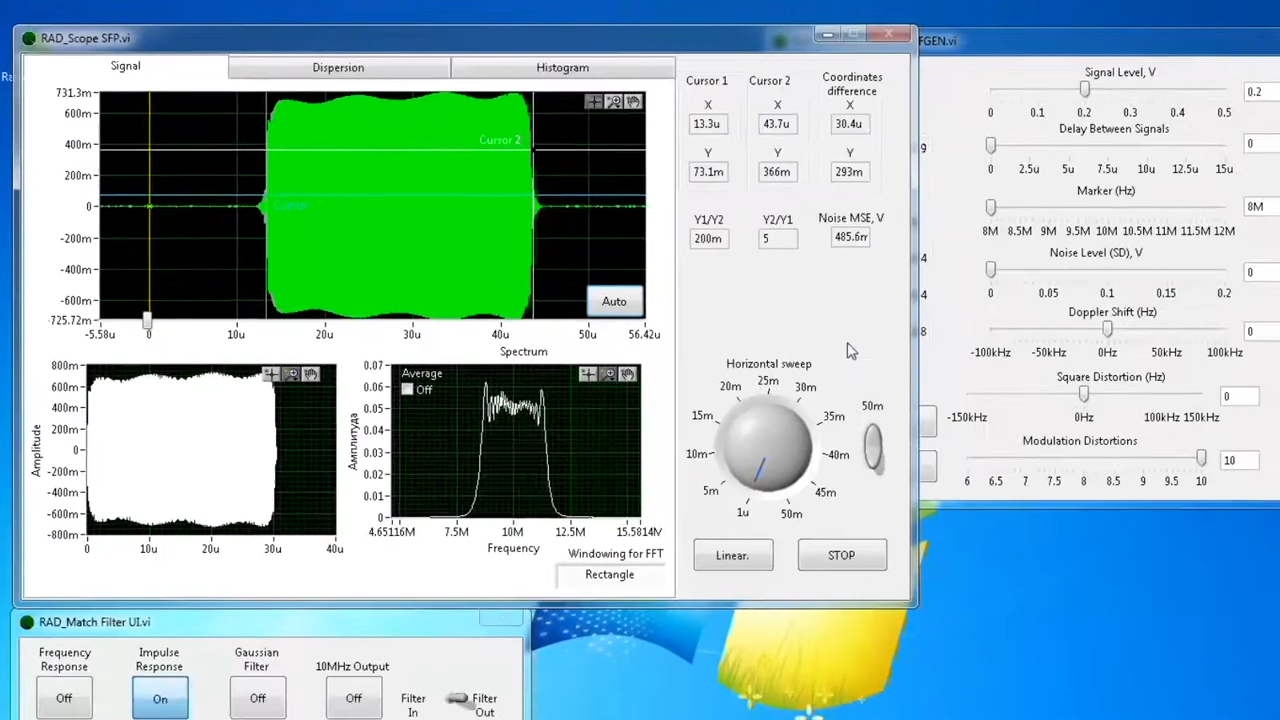 RAD_Scope SFP.vi
Signal
Dispersion
Histogram
731.3m
600m
400m
200m
0
-200m
-400m
-600m
-725.72m
-5.58u
0
10u
20u
30u
40u
50u
56.42u
Cursor 2
Auto
Cursor 1
Cursor 2
Coordinates
difference
X
X
X
13.3u
43.7u
30.4u
Y
Y
Y
73.1m
366m
293m
Y1/Y2
Y2/Y1
Noise MSE, V
200m
5
485.6m
Amplitude
800m
600m
400m
200m
0
-200m
-400m
-600m
-800m
0
10u
20u
30u
40u
Spectrum
Average
Off
Амплитуда
0.07
0.06
0.05
0.04
0.03
0.02
0.01
0
4.65116M
7.5M
10M
12.5M
15.5814M
Frequency
Windowing for FFT
Rectangle
Horizontal sweep
1u
5m
10m
15m
20m
25m
30m
35m
40m
45m
50m
50m
Linear.
STOP
FGEN.vi
Signal Level, V
0.2
0
0.1
0.2
0.3
0.4
0.5
Delay Between Signals
0
0
2.5u
5u
7.5u
10u
12.5u
15u
Marker (Hz)
8M
8M 8.5M 9M 9.5M 10M 10.5M 11M 11.5M 12M
Noise Level (SD), V
0
0
0.05
0.1
0.15
0.2
Doppler Shift (Hz)
0
-100kHz
-50kHz
0Hz
50kHz
100kHz
Square Distortion (Hz)
0
-150kHz
0Hz
100kHz 150kHz
Modulation Distortions
10
6
6.5
7
7.5
8
8.5
9
9.5
10
9
4
4
8
RAD_Match Filter UI.vi
Frequency
Response
Off
Impulse
Response
On
Gaussian
Filter
Off
10MHz Output
Off
Filter
In
Filter
Out